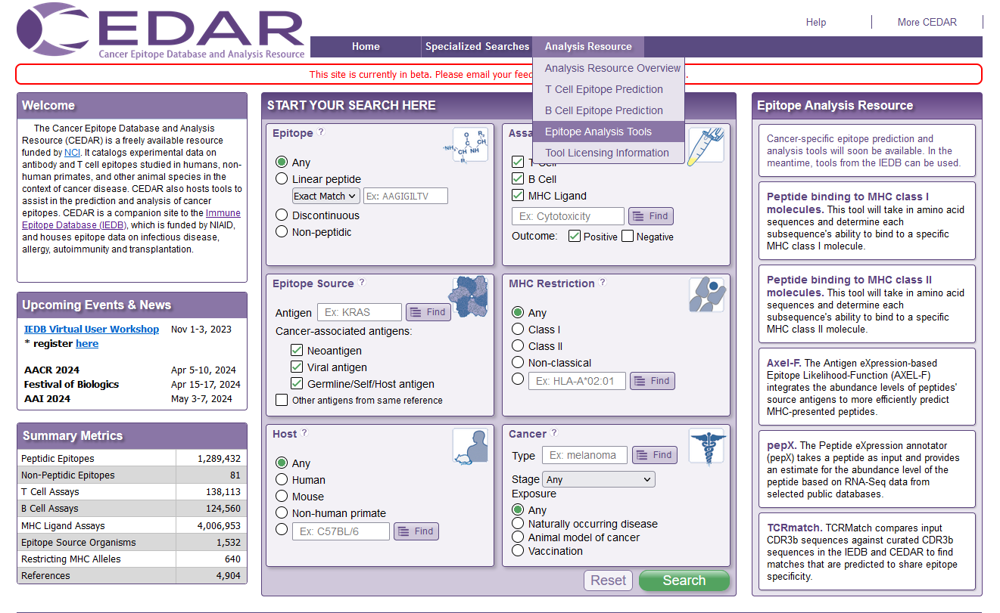 CEDAR
Cancer Epitope Database and Analysis Resource
Help
More CEDAR
Home
Specialized Searches
Analysis Resource
Analysis Resource Overview
T Cell Epitope Prediction
B Cell Epitope Prediction
Epitope Analysis Tools
Tool Licensing Information
This site is currently in beta. Please email your
Welcome
The Cancer Epitope Database and Analysis
Resource (CEDAR) is a freely available resource
funded by NCI. It catalogs experimental data on
antibody and T cell epitopes studied in humans, non-
human primates, and other animal species in the
context of cancer disease. CEDAR also hosts tools to
assist in the prediction and analysis of cancer
epitopes. CEDAR is a companion site to the Immune
Epitope Database (IEDB), which is funded by NIAID,
and houses epitope data on infectious disease,
allergy, autoimmunity and transplantation.
Upcoming Events & News
IEDB Virtual User Workshop Nov 1-3, 2023
* register here
AACR 2024 Apr 5-10, 2024
Festival of Biologics Apr 15-17, 2024
AAI 2024 May 3-7, 2024
Summary Metrics
Peptidic Epitopes 1,289,432
Non-Peptidic Epitopes 81
T Cell Assays 138,113
B Cell Assays 124,560
MHC Ligand Assays 4,006,953
Epitope Source Organisms 1,532
Restricting MHC Alleles 640
References 4,904
START YOUR SEARCH HERE
Epitope ?
Any
Linear peptide
Exact Match Ex: AAGIGILTV
Discontinuous
Non-peptidic
B Cell
MHC Ligand
Ex: Cytotoxicity Find
Outcome: Positive Negative
Epitope Source ?
Antigen Ex: KRAS Find
Cancer-associated antigens:
Neoantigen
Viral antigen
Germline/Self/Host antigen
Other antigens from same reference
MHC Restriction ?
Any
Class I
Class II
Non-classical
Ex: HLA-A*02:01 Find
Host ?
Any
Human
Mouse
Non-human primate
Ex: C57BL/6 Find
Cancer ?
Type Ex: melanoma Find
Stage Any
Exposure
Any
Naturally occurring disease
Animal model of cancer
Vaccination
Reset Search
Epitope Analysis Resource
Cancer-specific epitope prediction and
analysis tools will soon be available. In the
meantime, tools from the IEDB can be used.
Peptide binding to MHC class I
molecules. This tool will take in amino acid
sequences and determine each
subsequence's ability to bind to a specific
MHC class I molecule.
Peptide binding to MHC class II
molecules. This tool will take in amino acid
sequences and determine each
subsequence's ability to bind to a specific
MHC class II molecule.
Axel-F. The Antigen eXpression-based
Epitope Likelihood-Function (AXEL-F)
integrates the abundance levels of peptides'
source antigens to more efficiently predict
MHC-presented peptides.
pepX. The Peptide eXpression annotator
(pepX) takes a peptide as input and provides
an estimate for the abundance level of the
peptide based on RNA-Seq data from
selected public databases.
TCRmatch. TCRMatch compares input
CDR3b sequences against curated CDR3b
sequences in the IEDB and CEDAR to find
matches that are predicted to share epitope
specificity.